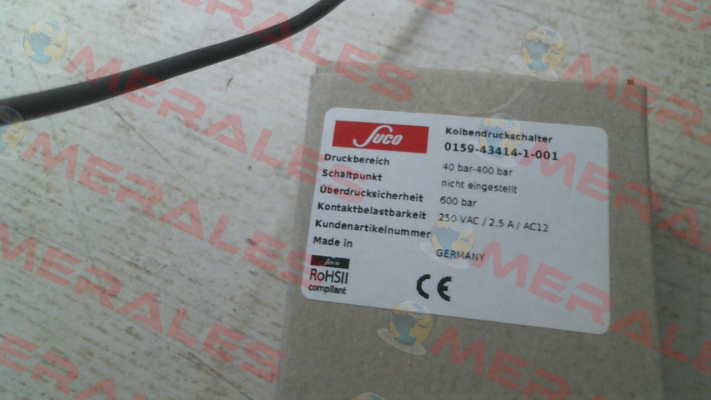 Suco
Kolbendruckschalter
0159-43414-1-001
Druckbereich 40 bar-400 bar
Schaltpunkt nicht eingestellt
Überdrucksicherheit 600 bar
Kontaktbelastbarkeit 250 VAC / 2,5 A / AC12
Kundenartikelnummer
Made in GERMANY
RoHSII
compliant
CE
MERALES
MERALES
MERALES
MERALES
MERALES
MERALES